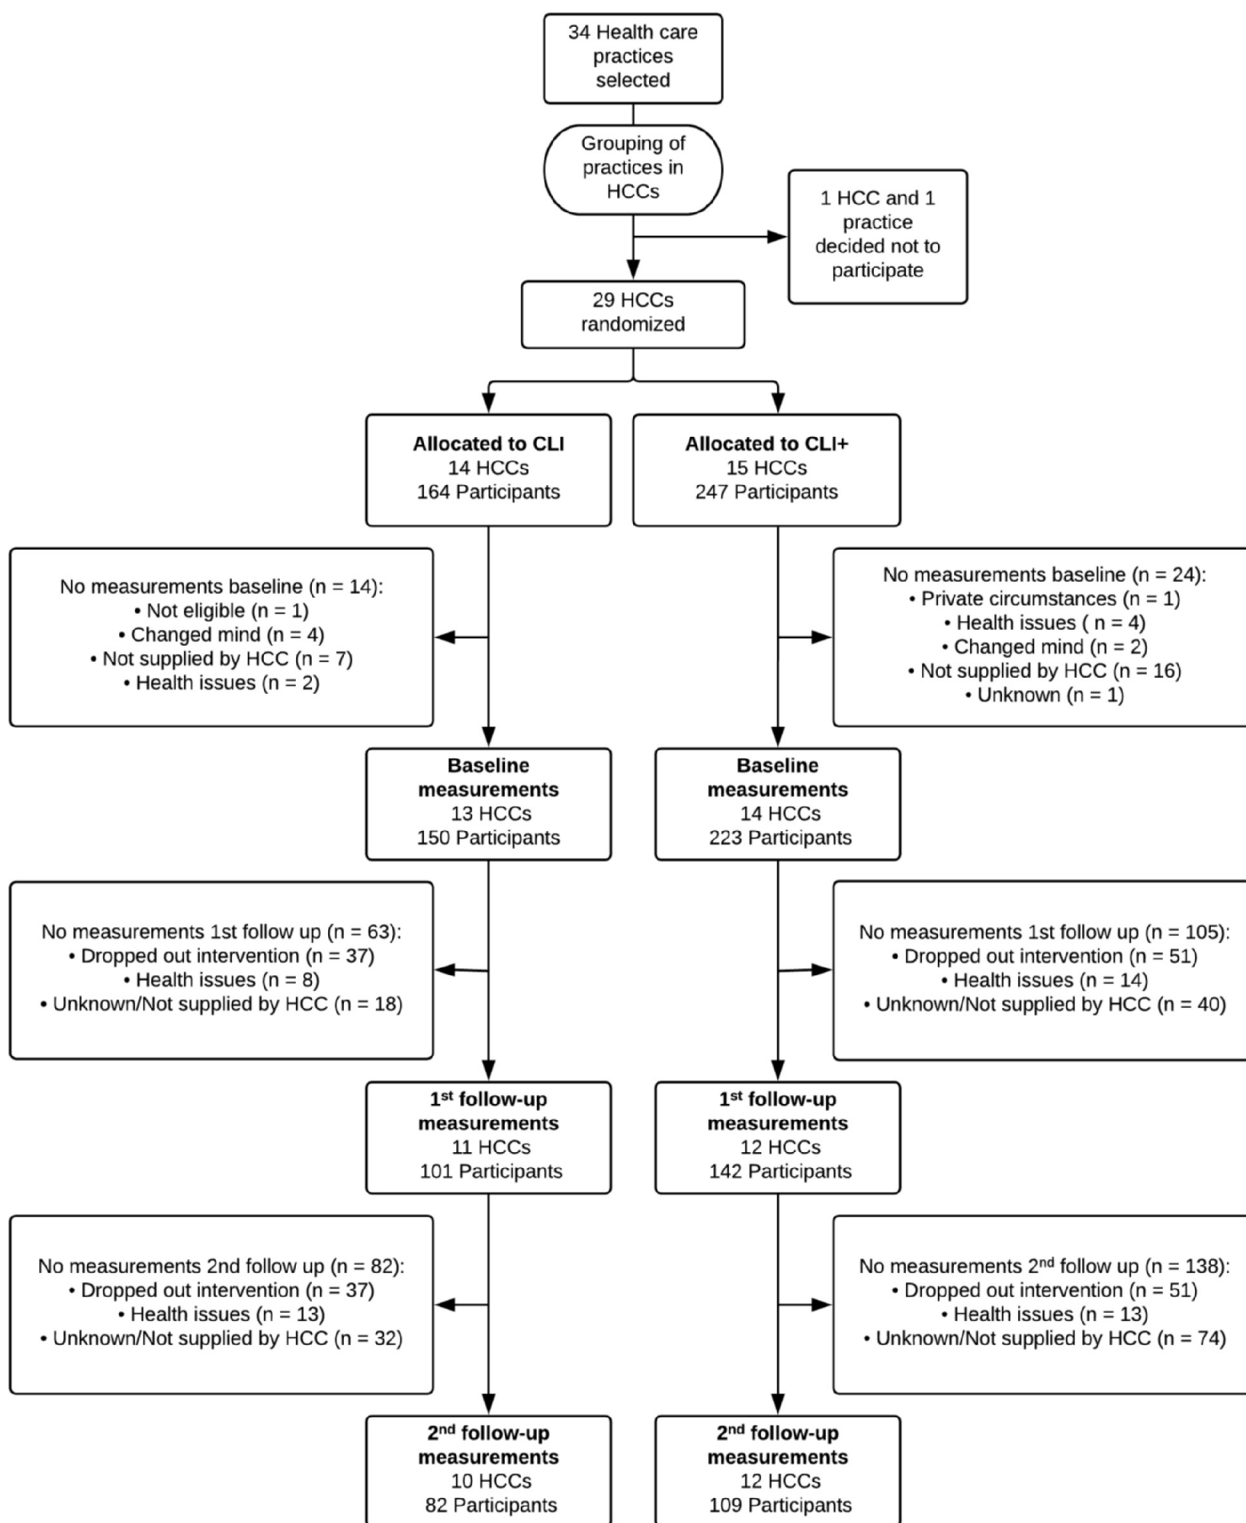 34 Health care
practices
selected
Grouping of
practices in
HCCs
1 HCC and 1
practice
decided not to
participate
29 HCCs
randomized
Allocated to CLI
14 HCCs
164 Participants
Allocated to CLI+
15 HCCs
247 Participants
No measurements baseline (n = 14):
• Not eligible (n = 1)
• Changed mind (n = 4)
• Not supplied by HCC (n = 7)
• Health issues (n = 2)
No measurements baseline (n = 24):
• Private circumstances (n = 1)
• Health issues ( n = 4)
• Changed mind (n = 2)
• Not supplied by HCC (n = 16)
• Unknown (n = 1)
Baseline
measurements
13 HCCs
150 Participants
Baseline
measurements
14 HCCs
223 Participants
No measurements 1st follow up (n = 63):
• Dropped out intervention (n = 37)
• Health issues (n = 8)
• Unknown/Not supplied by HCC (n = 18)
No measurements 1st follow up (n = 105):
• Dropped out intervention (n = 51)
• Health issues (n = 14)
• Unknown/Not supplied by HCC (n = 40)
1st follow-up
measurements
11 HCCs
101 Participants
1st follow-up
measurements
12 HCCs
142 Participants
No measurements 2nd follow up (n = 82):
• Dropped out intervention (n = 37)
• Health issues (n = 13)
• Unknown/Not supplied by HCC (n = 32)
No measurements 2nd follow up (n = 138):
• Dropped out intervention (n = 51)
• Health issues (n = 13)
• Unknown/Not supplied by HCC (n = 74)
2nd follow-up
measurements
10 HCCs
82 Participants
2nd follow-up
measurements
12 HCCs
109 Participants